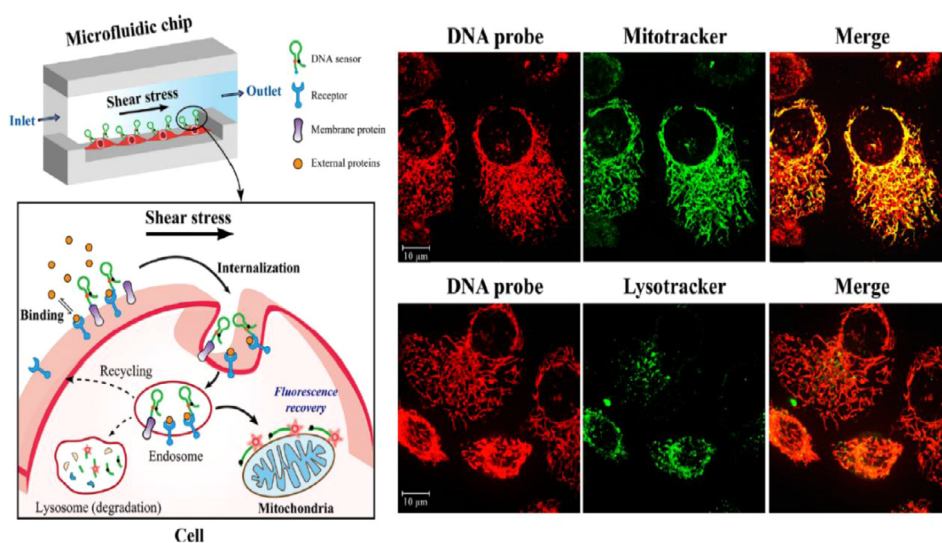 Microfluidic chip
Shear stress
Inlet
Outlet
DNA sensor
Receptor
Membrane protein
External proteins
Shear stress
Internalization
Binding
Recycling
Fluorescence
recovery
Endosome
Lysosome (degradation)
Mitochondria
Cell
DNA probe
Mitotracker
Merge
10 µm
DNA probe
Lysotracker
Merge
10 µm